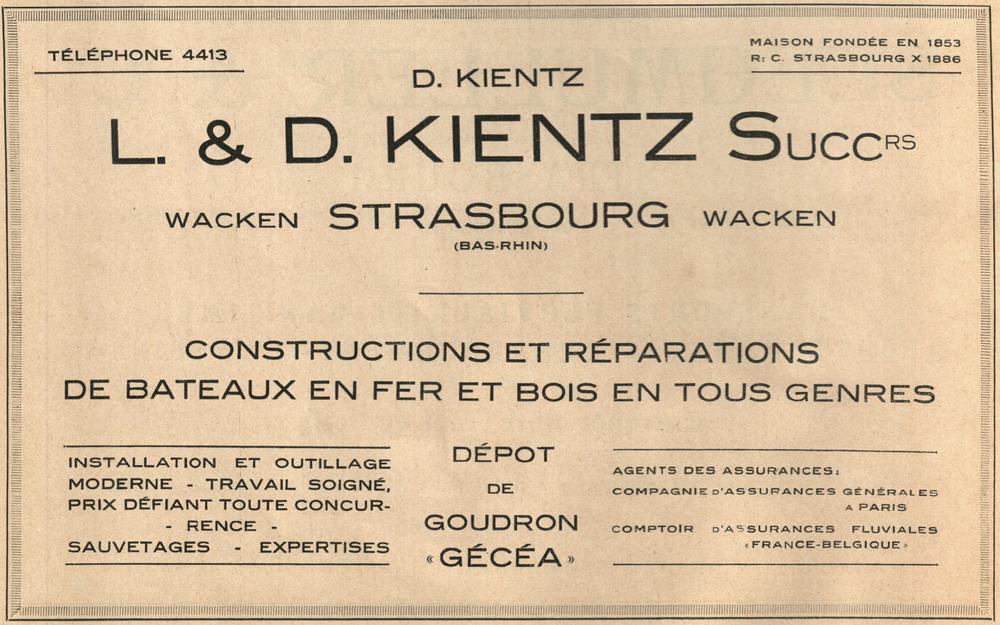 TÉLÉPHONE 4413
MAISON FONDÉE EN 1853
R: C. STRASBOURG X 1886
D. KIENTZ
L. & D. KIENTZ SUCCRS
WACKEN STRASBOURG WACKEN
(BAS-RHIN)
CONSTRUCTIONS ET RÉPARATIONS
DE BATEAUX EN FER ET BOIS EN TOUS GENRES
INSTALLATION ET OUTILLAGE
MODERNE - TRAVAIL SOIGNÉ,
PRIX DÉFIANT TOUTE CONCUR-
- RENCE -
SAUVETAGES - EXPERTISES
DÉPOT
DE
GOUDRON
«GÉCÉA»
AGENTS DES ASSURANCES:
COMPAGNIE D'ASSURANCES GÉNÉRALES
A PARIS
COMPTOIR D'ASSURANCES FLUVIALES
«FRANCE-BELGIQUE»